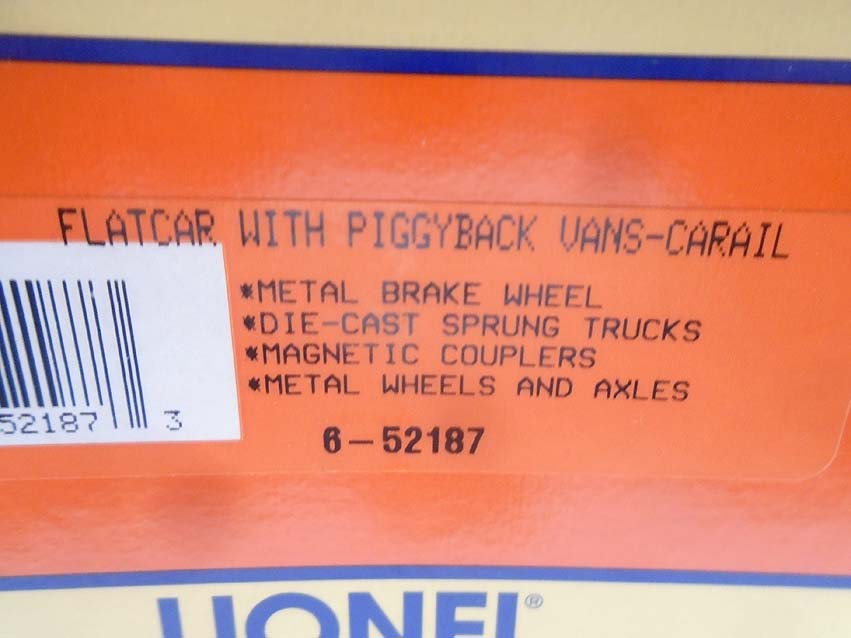 FLATCAR WITH PIGGYBACK VANS-CARAIL
*METAL BRAKE WHEEL
*DIE-CAST SPRUNG TRUCKS
*MAGNETIC COUPLERS
*METAL WHEELS AND AXLES
52187 3
6-52187
LIONEL®